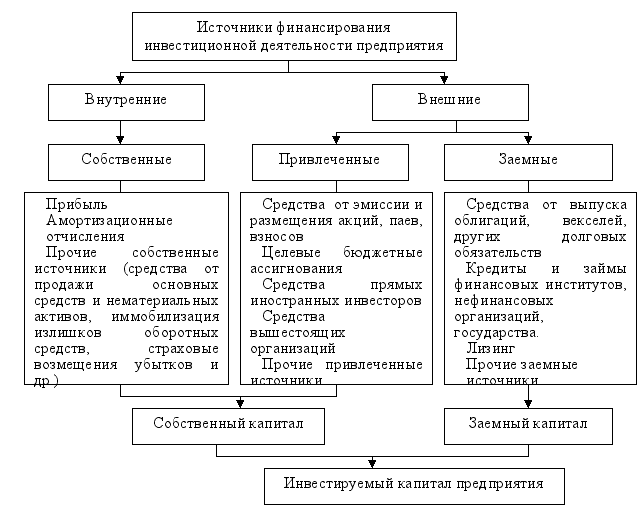 Источники финансирования
инвестиционной деятельности предприятия
Внутренние
Внешние
Собственные
Привлеченные
Заемные
Прибыль
Амортизационные
отчисления
Прочие собственные
источники (средства от
продажи основных
средств и нематериальных
активов, иммобилизация
излишков оборотных
средств, страховые
возмещения убытков и
др.)
Средства от эмиссии и
размещения акций, паев,
взносов
Целевые бюджетные
ассигнования
Средства прямых
иностранных инвесторов
Средства
вышестоящих
организаций
Прочие привлеченные
источники
Средства от выпуска
облигаций, векселей,
других долговых
обязательств
Кредиты и займы
финансовых институтов,
нефинансовых
организаций,
государства.
Лизинг
Прочие заемные
источники
Собственный капитал
Заемный капитал
Инвестируемый капитал предприятия